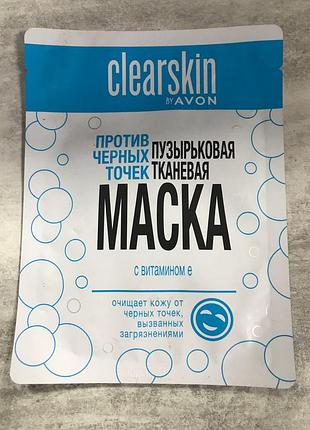 clearskin
BY AVON
ПРОТИВ
ЧЕРНЫХ
ТОЧЕК
ПУЗЫРЬКОВАЯ
ТКАНЕВАЯ
МАСКА
с витамином е
очищает кожу от
черных точек,
вызванных
загрязнениями